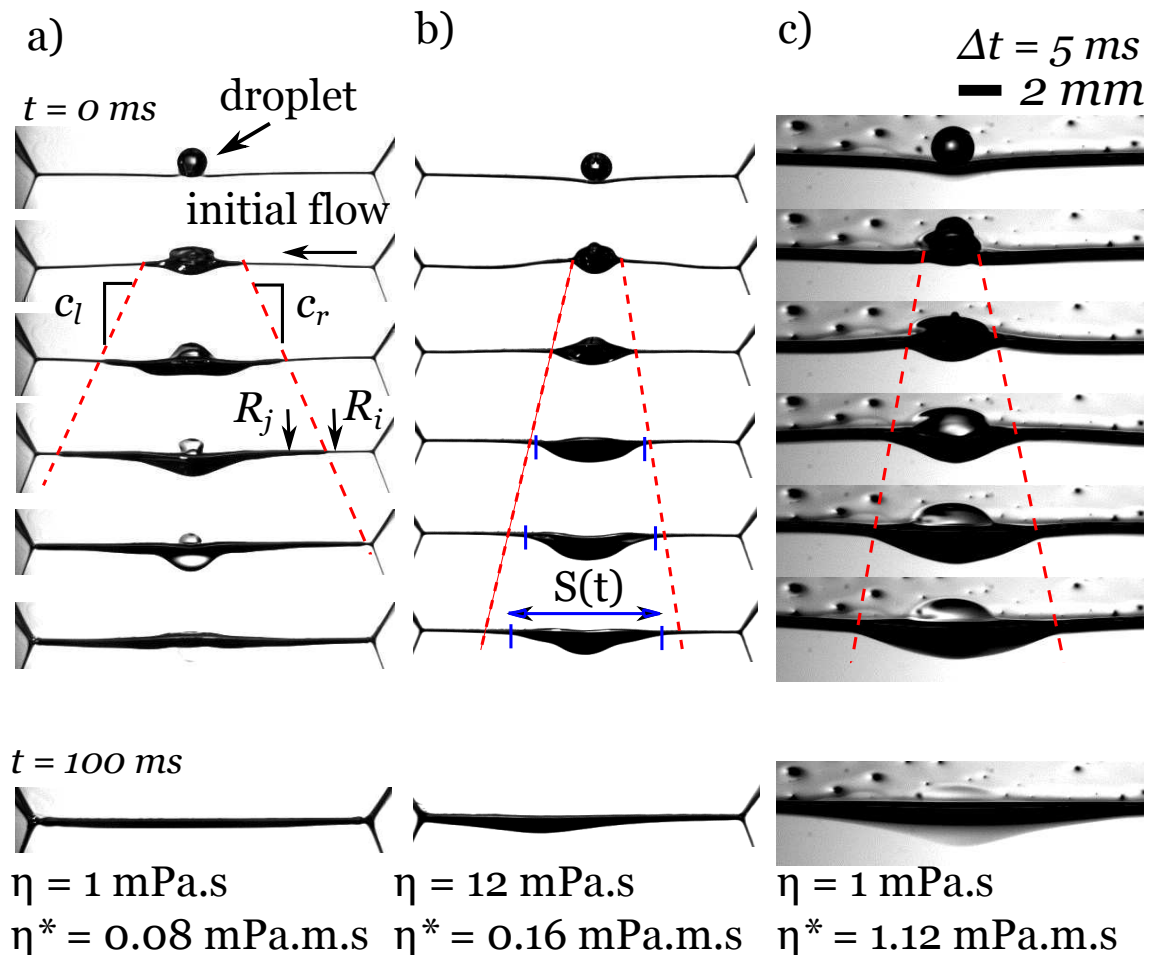 a)
b)
c)
Δt = 5 ms
2 mm
t = 0 ms
droplet
initial flow
c_l
c_r
R_j
R_i
S(t)
t = 100 ms
η = 1 mPa.s
η* = 0.08 mPa.m.s
η = 12 mPa.s
η* = 0.16 mPa.m.s
η = 1 mPa.s
η* = 1.12 mPa.m.s